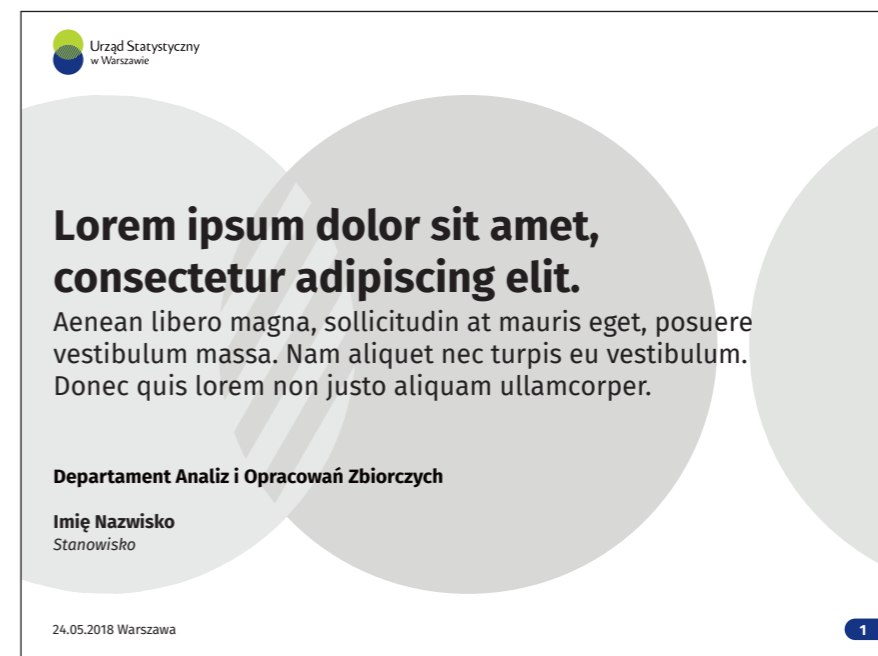 Urząd Statystyczny
w Warszawie
Lorem ipsum dolor sit amet,
consectetur adipiscing elit.
Aenean libero magna, sollicitudin at mauris eget, posuere
vestibulum massa. Nam aliquet nec turpis eu vestibulum.
Donec quis lorem non justo aliquam ullamcorper.
Departament Analiz i Opracowań Zbiorczych
Imię Nazwisko
Stanowisko
24.05.2018 Warszawa
1